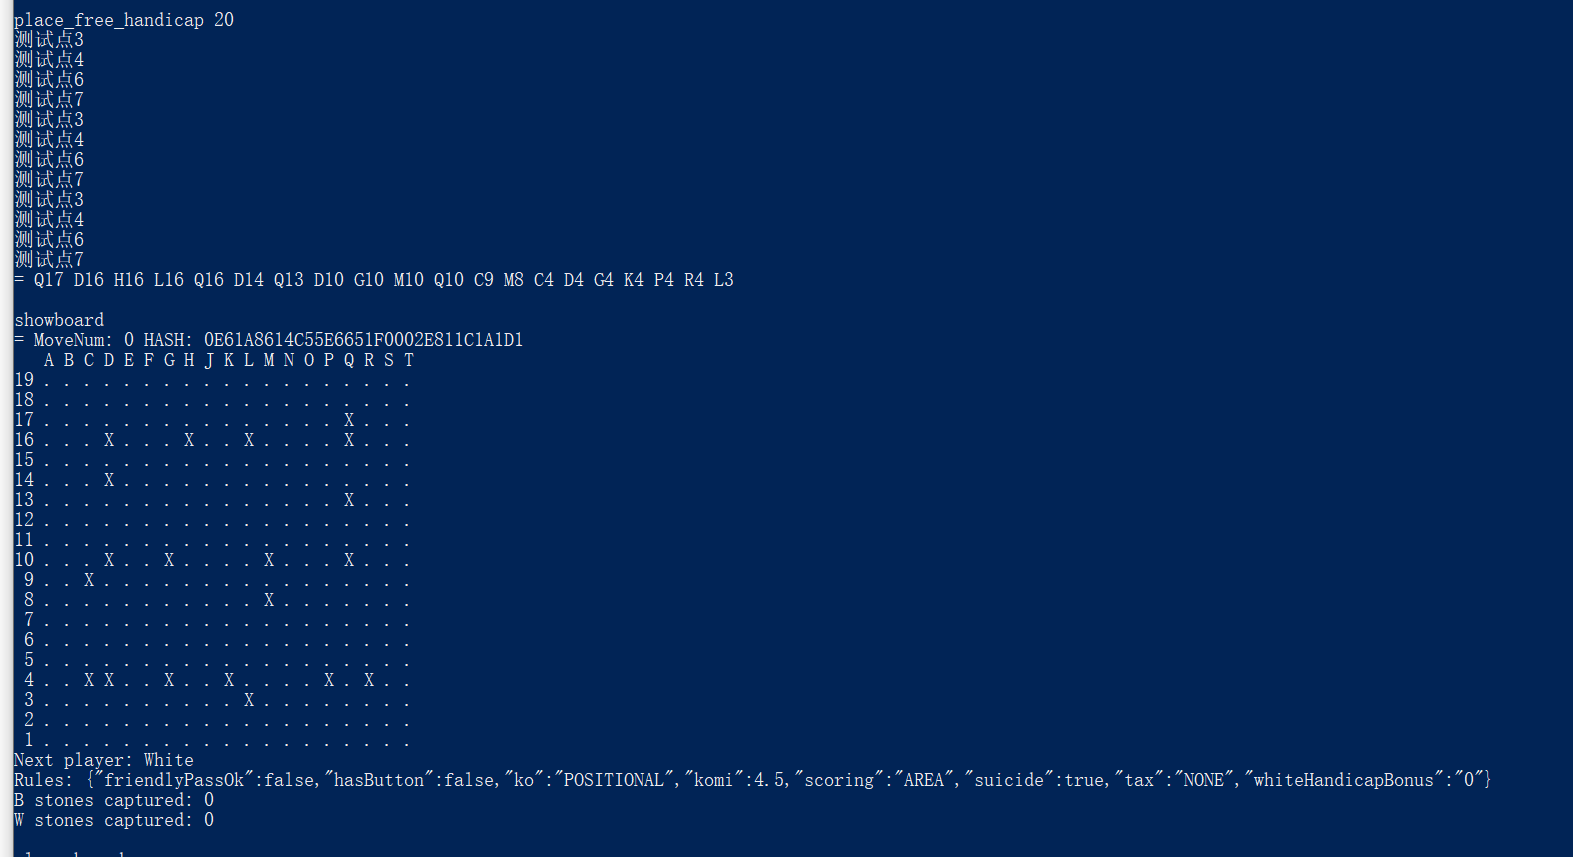 place_free_handicap 20
测试点3
测试点4
测试点6
测试点7
测试点3
测试点4
测试点6
测试点7
测试点3
测试点4
测试点6
测试点7
= Q17 D16 H16 L16 Q16 D14 Q13 D10 G10 M10 Q10 C9 M8 C4 D4 G4 K4 P4 R4 L3
showboard
= MoveNum: 0 HASH: 0E61A8614C55E6651F0002E811C1A1D1
   A B C D E F G H J K L M N O P Q R S T
19 . . . . . . . . . . . . . . . . . . .
18 . . . . . . . . . . . . . . . . . . .
17 . . . . . . . . . . . . . . . X . . .
16 . . . X . . . X . . X . . . . X . . .
15 . . . . . . . . . . . . . . . . . . .
14 . . . X . . . . . . . . . . . . . . .
13 . . . . . . . . . . . . . . . X . . .
12 . . . . . . . . . . . . . . . . . . .
11 . . . . . . . . . . . . . . . . . . .
10 . . . X . . X . . . . X . . . X . . .
 9 . . X . . . . . . . . . . . . . . . .
 8 . . . . . . . . . . . X . . . . . . .
 7 . . . . . . . . . . . . . . . . . . .
 6 . . . . . . . . . . . . . . . . . . .
 5 . . . . . . . . . . . . . . . . . . .
 4 . . X X . . X . . X . . . . X . X . .
 3 . . . . . . . . . . X . . . . . . . .
 2 . . . . . . . . . . . . . . . . . . .
 1 . . . . . . . . . . . . . . . . . . .
Next player: White
Rules: {"friendlyPassOk":false,"hasButton":false,"ko":"POSITIONAL","komi":4.5,"scoring":"AREA","suicide":true,"tax":"NONE","whiteHandicapBonus":"0"}
B stones captured: 0
W stones captured: 0